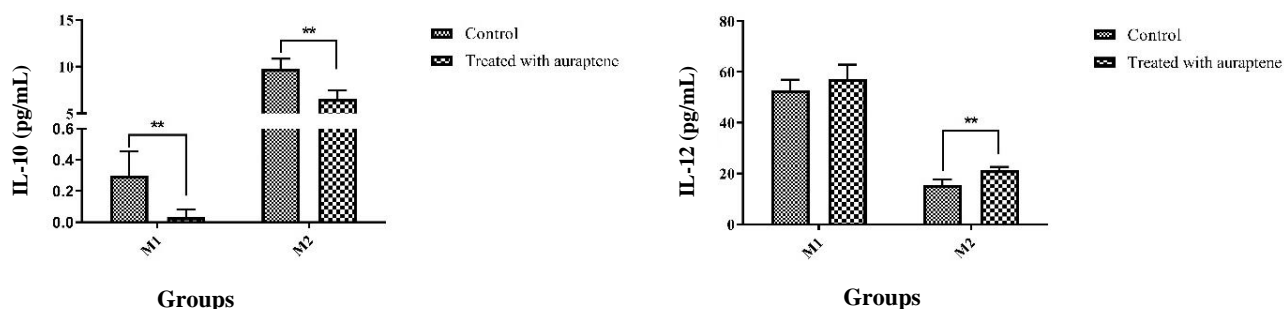 IL-10 (pg/mL)
15
10
5
0.6
0.4
0.2
0.0
**
**
M1
M2
Groups
Control
Treated with auraptene
IL-12 (pg/mL)
80
60
40
20
0
**
M1
M2
Groups
Control
Treated with auraptene